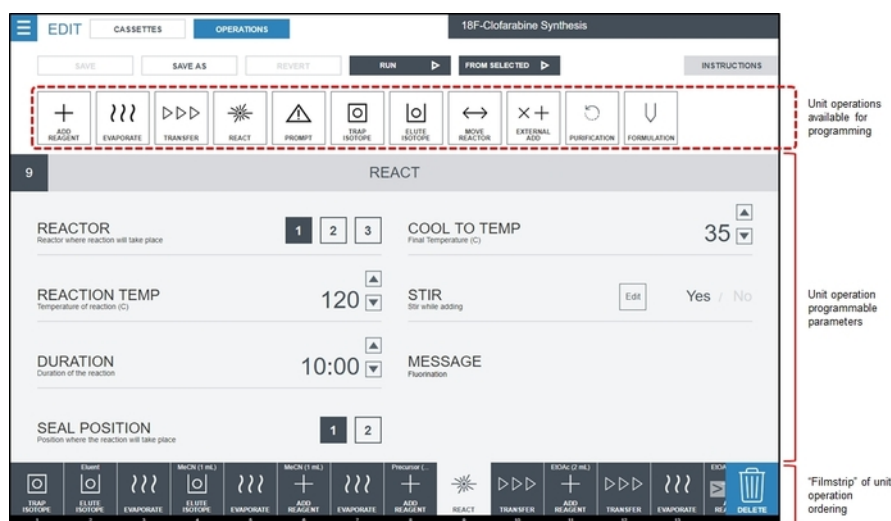 EDIT
CASSETTES
OPERATIONS
18F-Clofarabine Synthesis
SAVE
SAVE AS
REVERT
RUN
FROM SELECTED
INSTRUCTIONS
ADD
REAGENT
EVAPORATE
TRANSFER
REACT
PROMPT
TRAP
ISOTOPE
ELUTE
ISOTOPE
MOVE
REACTOR
EXTERNAL
ADD
PURIFICATION
FORMULATION
Unit operations
available for
programming
9
REACT
REACTOR
Reactor where reaction will take place
1
2
3
COOL TO TEMP
Final Temperature (C)
35
REACTION TEMP
Temperature of reaction (C)
120
STIR
Stir while adding
Edit
Yes / No
Unit operation
programmable
parameters
DURATION
Duration of the reaction
10:00
MESSAGE
Fluorination
SEAL POSITION
Position where the reaction will take place
1
2
TRAP
ISOTOPE
Eluent
ELUTE
ISOTOPE
EVAPORATE
MeCN (1 mL)
ELUTE
ISOTOPE
EVAPORATE
MeCN (1 mL)
ADD
REAGENT
EVAPORATE
Precursor (...
ADD
REAGENT
REACT
TRANSFER
EtOAc (2 mL)
ADD
REAGENT
TRANSFER
EVAPORATE
DELETE
"Filmstrip" of unit
operation
ordering